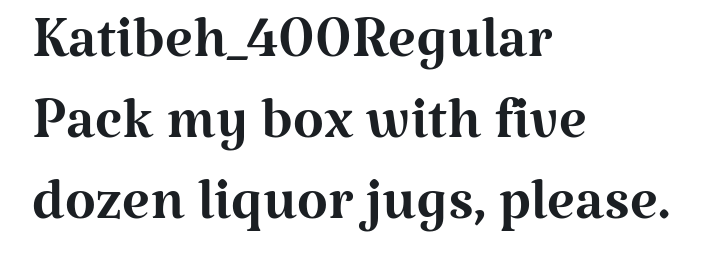 Katibeh_400Regular
Pack my box with five
dozen liquor jugs, please.